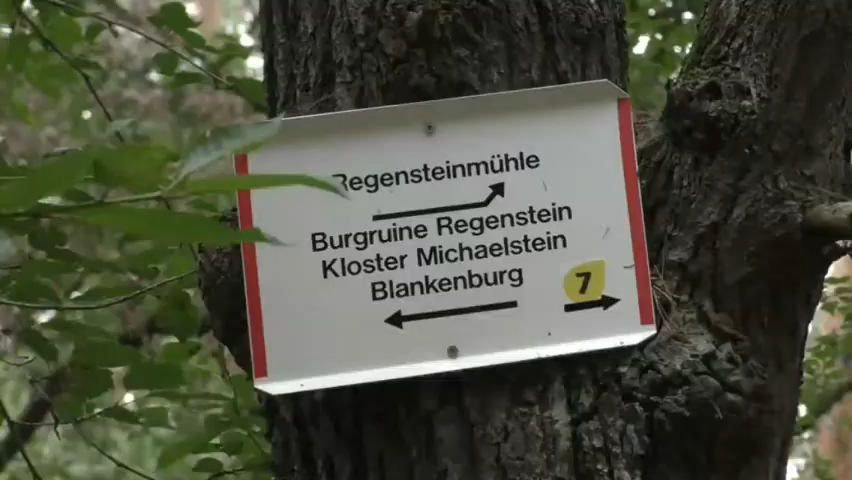 Regensteinmühle
Burgruine Regenstein
Kloster Michaelstein
Blankenburg
7